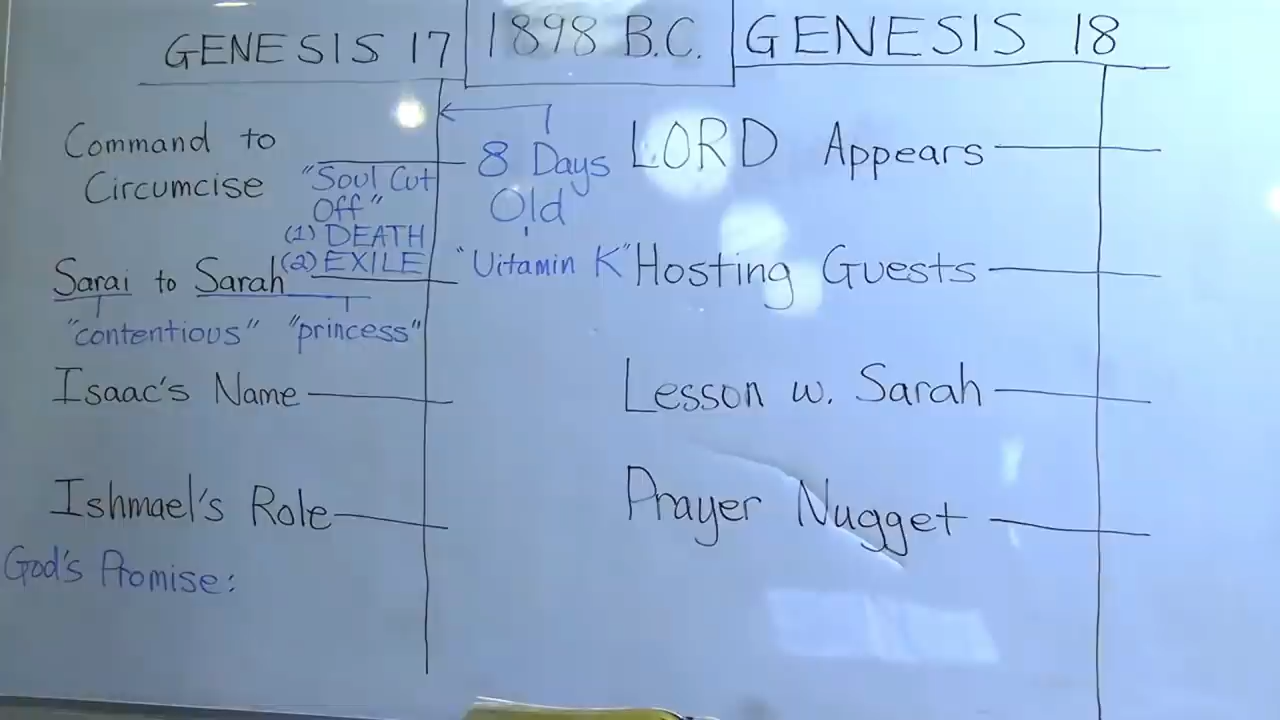 GENESIS 17
1898 B.C.
GENESIS 18
Command to
Circumcise
"Soul Cut
Off"
(1) DEATH
(2) EXILE
8 Days
Old
"Vitamin K"
Sarai to Sarah
"contentious" "princess"
Isaac's Name
Ishmael's Role
God's Promise:
LORD Appears
Hosting Guests
Lesson w. Sarah
Prayer Nugget